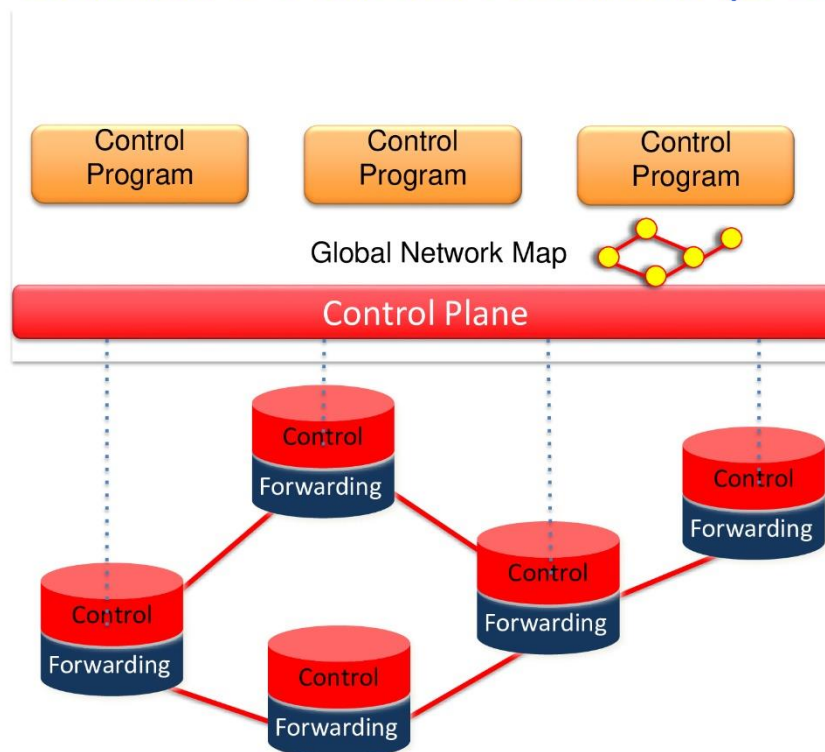 Control
Program
Control
Program
Control
Program
Global Network Map
Control Plane
Control
Forwarding
Control
Forwarding
Control
Forwarding
Control
Forwarding
Control
Forwarding